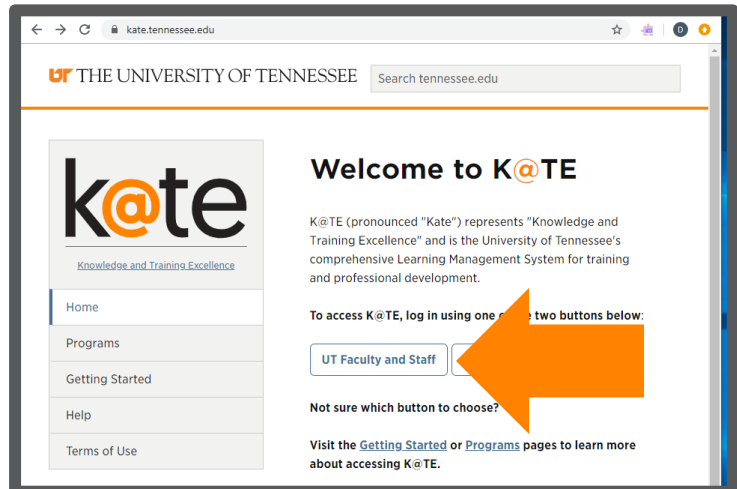 kate.tennessee.edu
D
UT THE UNIVERSITY OF TENNESSEE
Search tennessee.edu
k@te
Knowledge and Training Excellence
Home
Programs
Getting Started
Help
Terms of Use
Welcome to K@TE
K@TE (pronounced "Kate") represents "Knowledge and
Training Excellence" and is the University of Tennessee's
comprehensive Learning Management System for training
and professional development.
To access K@TE, log in using one two buttons below:
UT Faculty and Staff
Not sure which button to choose?
Visit the Getting Started or Programs pages to learn more
about accessing K@TE.